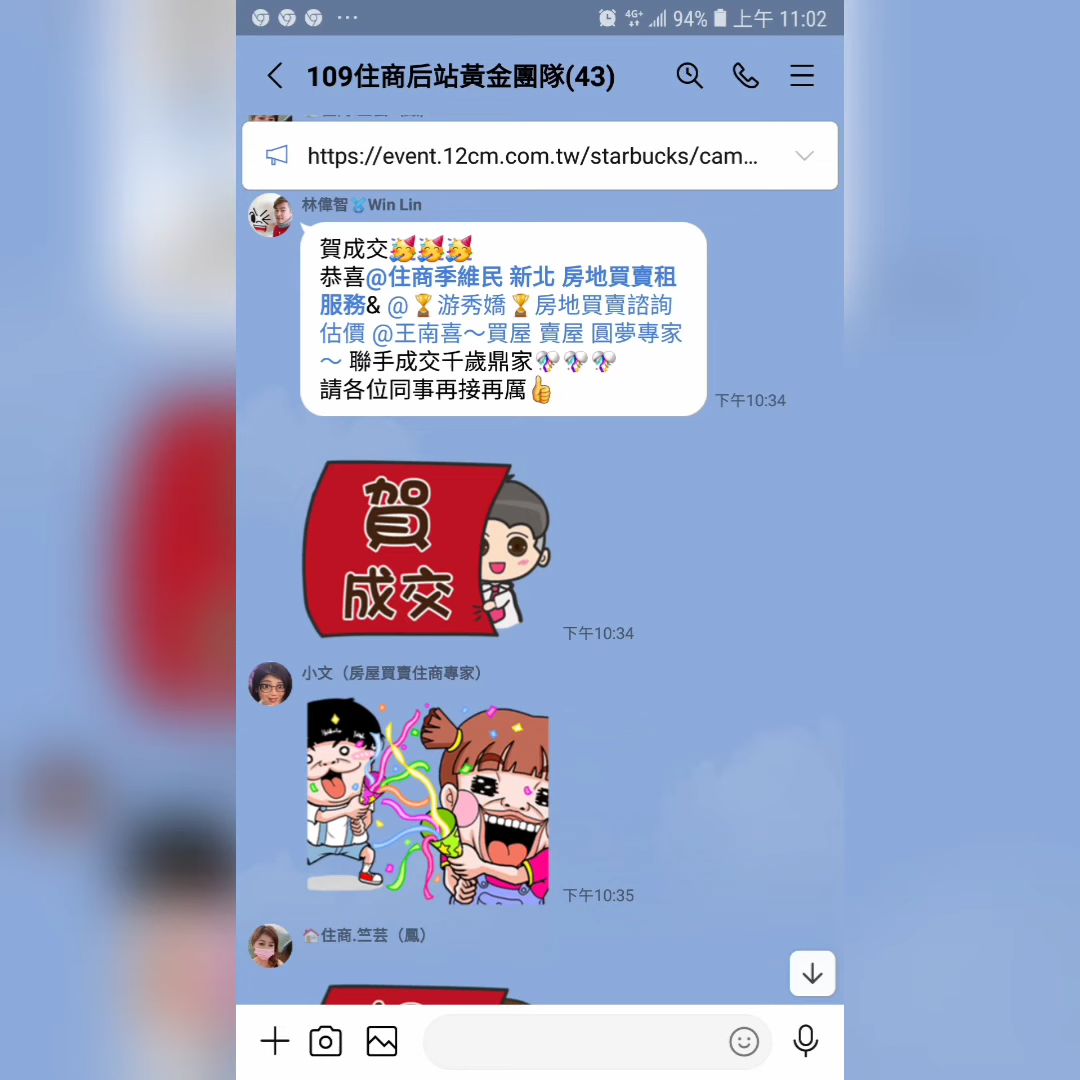 4G+ 94% 上午 11:02
109住商后站黃金團隊(43)
https://event.12cm.com.tw/starbucks/cam...
林偉智🥋Win Lin
賀成交🥳🥳🥳
恭喜@住商季維民 新北 房地買賣租
服務& @🏆游秀嬌🏆房地買賣諮詢
估價 @王南喜～買屋 賣屋 圓夢專家
～ 聯手成交千歲鼎家🎊🎊🎊
請各位同事再接再厲👍
下午10:34
賀
成交
下午10:34
小文（房屋買賣住商專家）
下午10:35
🏠住商.竺芸（鳳）